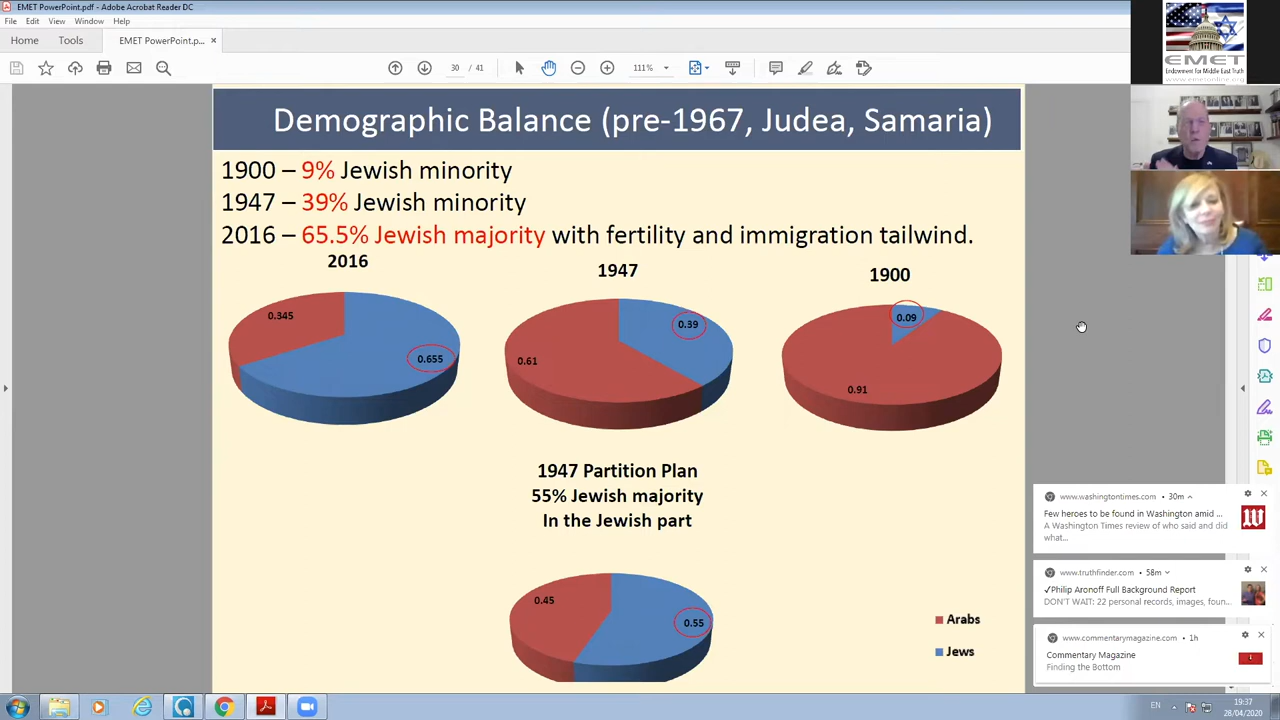 EMET PowerPoint.pdf - Adobe Acrobat Reader DC
File Edit View Window Help
Home Tools EMET PowerPoint.p... ×
30 111%
EMET
Endowment for Middle East Truth
www.emetonline.org
Demographic Balance (pre-1967, Judea, Samaria)
1900 – 9% Jewish minority
1947 – 39% Jewish minority
2016 – 65.5% Jewish majority with fertility and immigration tailwind.
2016 1947 1900
0.345 0.655
0.61 0.39
0.91 0.09
1947 Partition Plan
55% Jewish majority
In the Jewish part
0.45 0.55
Arabs
Jews
www.washingtontimes.com • 30m
Few heroes to be found in Washington amid ...
A Washington Times review of who said and did
what...
www.truthfinder.com • 58m
✓Philip Aronoff Full Background Report
DON'T WAIT: 22 personal records, images, foun...
www.commentarymagazine.com • 1h
Commentary Magazine
Finding the Bottom
EN 19:37
28/04/2020